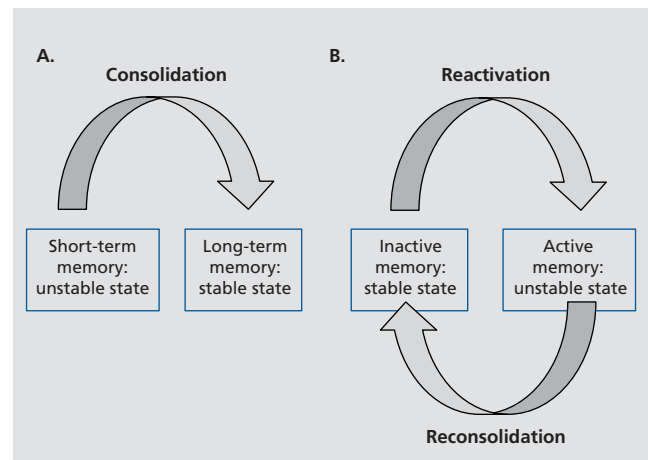 A.
Consolidation
Short-term
memory:
unstable state
Long-term
memory:
stable state
B.
Reactivation
Inactive
memory:
stable state
Active
memory:
unstable state
Reconsolidation